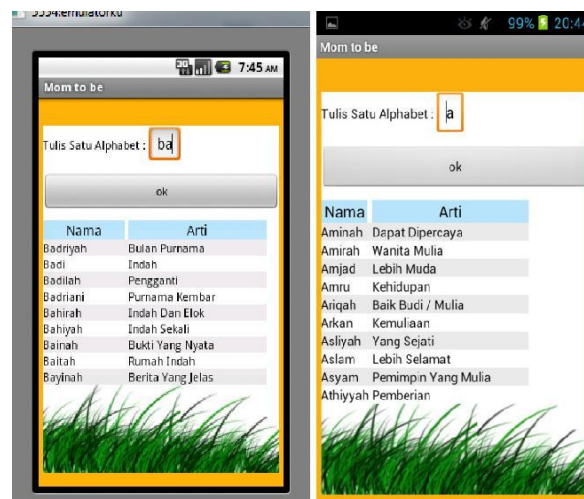 5554:emulatorku
7:45 AM
Mom to be
Tulis Satu Alphabet : ba
ok
Nama Arti
Badriyah Bulan Purnama
Badi Indah
Badilah Pengganti
Badriani Purnama Kembar
Bahirah Indah Dan Elok
Bahiyah Indah Sekali
Bainah Bukti Yang Nyata
Baitah Rumah Indah
Bayinah Berita Yang Jelas
99% 20:44
Mom to be
Tulis Satu Alphabet : a
ok
Nama Arti
Aminah Dapat Dipercaya
Amirah Wanita Mulia
Amjad Lebih Muda
Amru Kehidupan
Ariqah Baik Budi / Mulia
Arkan Kemuliaan
Asliyah Yang Sejati
Aslam Lebih Selamat
Asyam Pemimpin Yang Mulia
Athiyyah Pemberian